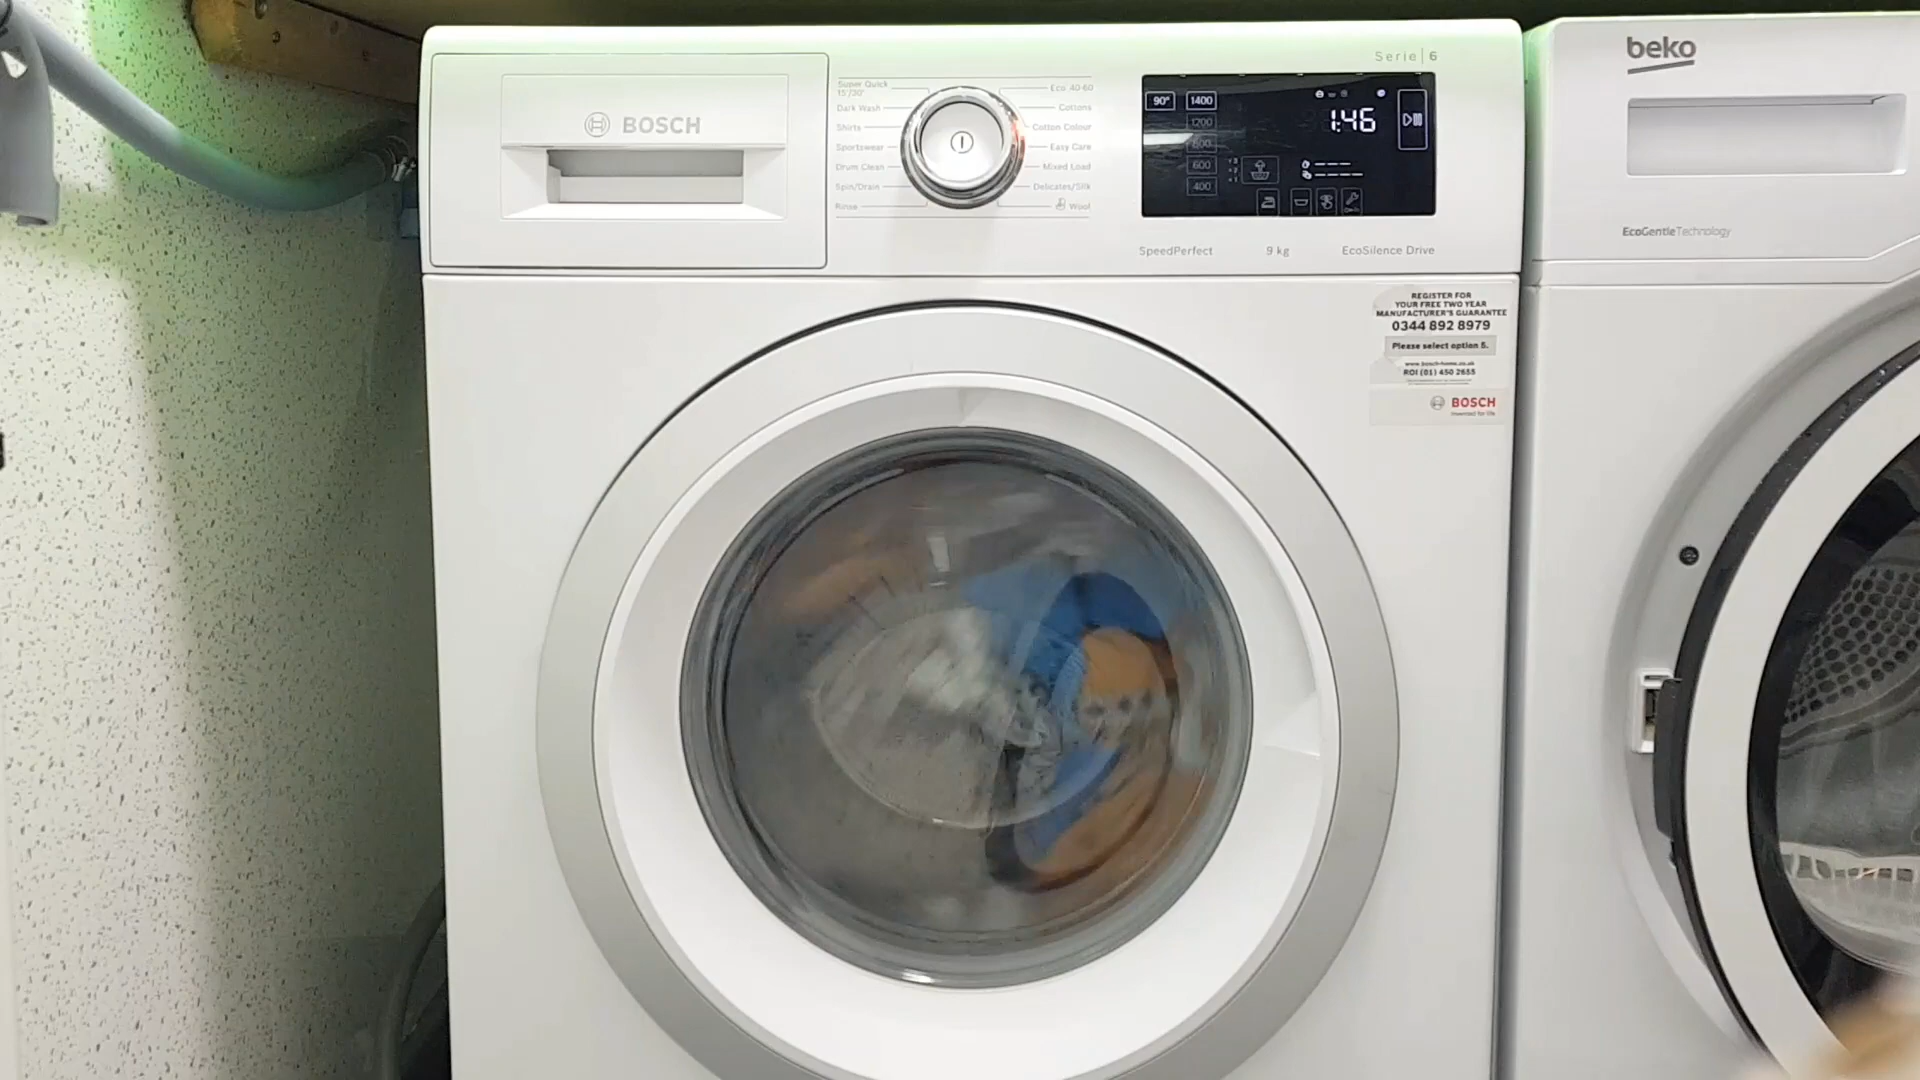 Serie | 6
beko
BOSCH
Super Quick
15'/30'
Dark Wash
Shirts
Sportswear
Drum Clean
Spin/Drain
Rinse
Eco 40-60
Cottons
Cotton Colour
Easy Care
Mixed Load
Delicates/Silk
Wool
90°
1400
1200
800
600
400
1:46
SpeedPerfect
9 kg
EcoSilence Drive
EcoGentleTechnology
REGISTER FOR
YOUR FREE TWO YEAR
MANUFACTURER'S GUARANTEE
0344 892 8979
Please select option 5.
www.bosch-home.co.uk
ROI (01) 450 2655
BOSCH
Invented for life